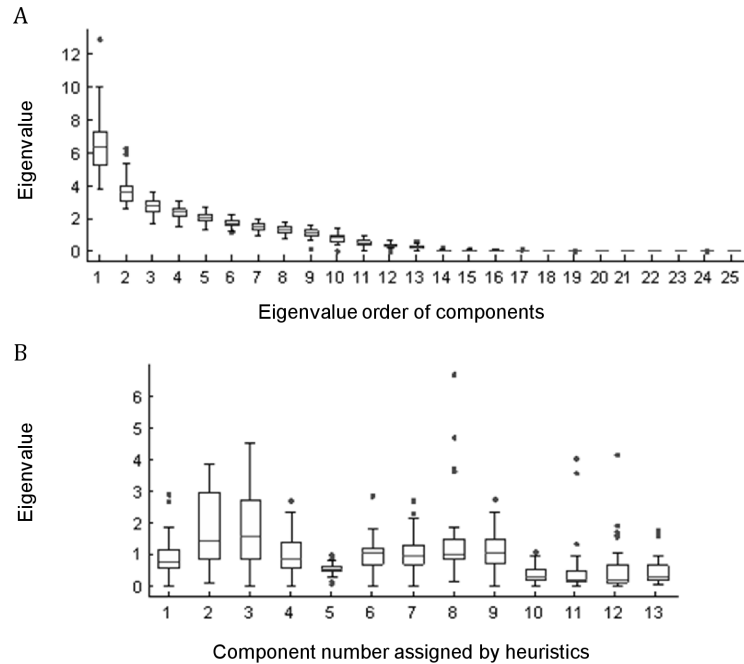 A
Eigenvalue
12
10
8
6
4
2
0
1 2 3 4 5 6 7 8 9 10 11 12 13 14 15 16 17 18 19 20 21 22 23 24 25
Eigenvalue order of components
B
Eigenvalue
6
5
4
3
2
1
0
1 2 3 4 5 6 7 8 9 10 11 12 13
Component number assigned by heuristics